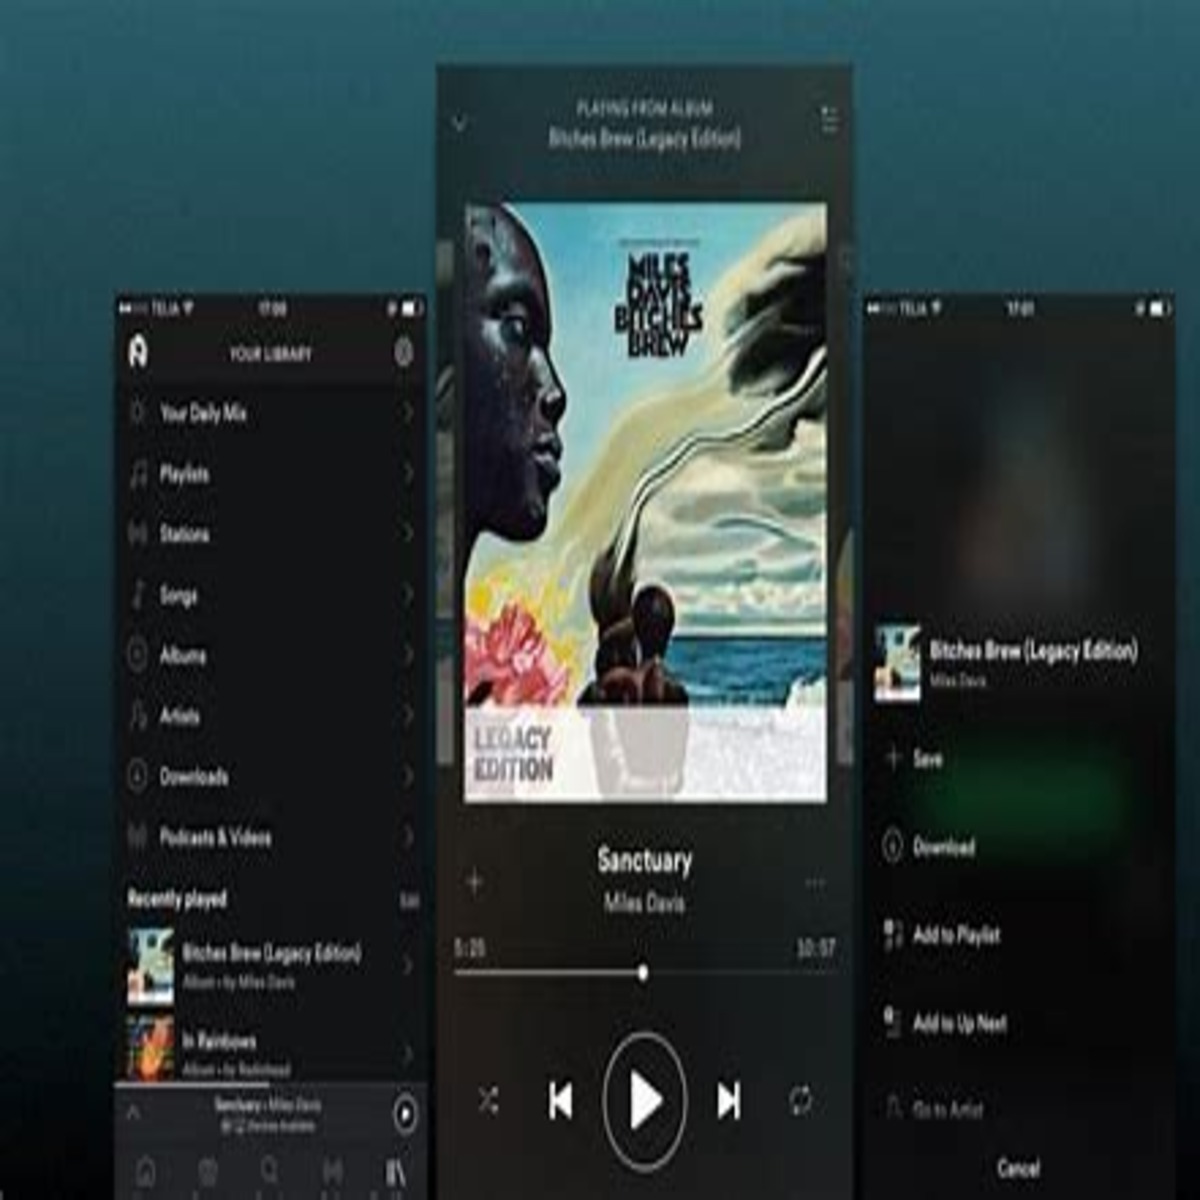 TELIA
17:00
YOUR LIBRARY
Your Daily Mix
Playlists
Stations
Songs
Albums
Artists
Downloads
Podcasts & Videos
Recently played
Edit
Bitches Brew (Legacy Edition)
Album • by Miles Davis
In Rainbows
Album • by Radiohead
Sanctuary • Miles Davis
Devices Available
PLAYING FROM ALBUM
Bitches Brew (Legacy Edition)
MILES
DAVIS
BITCHES
BREW
LEGACY
EDITION
Sanctuary
Miles Davis
5:25
10:57
TELIA
17:01
Bitches Brew (Legacy Edition)
Miles Davis
Save
Download
Add to Playlist
Add to Up Next
Go to Artist
Cancel